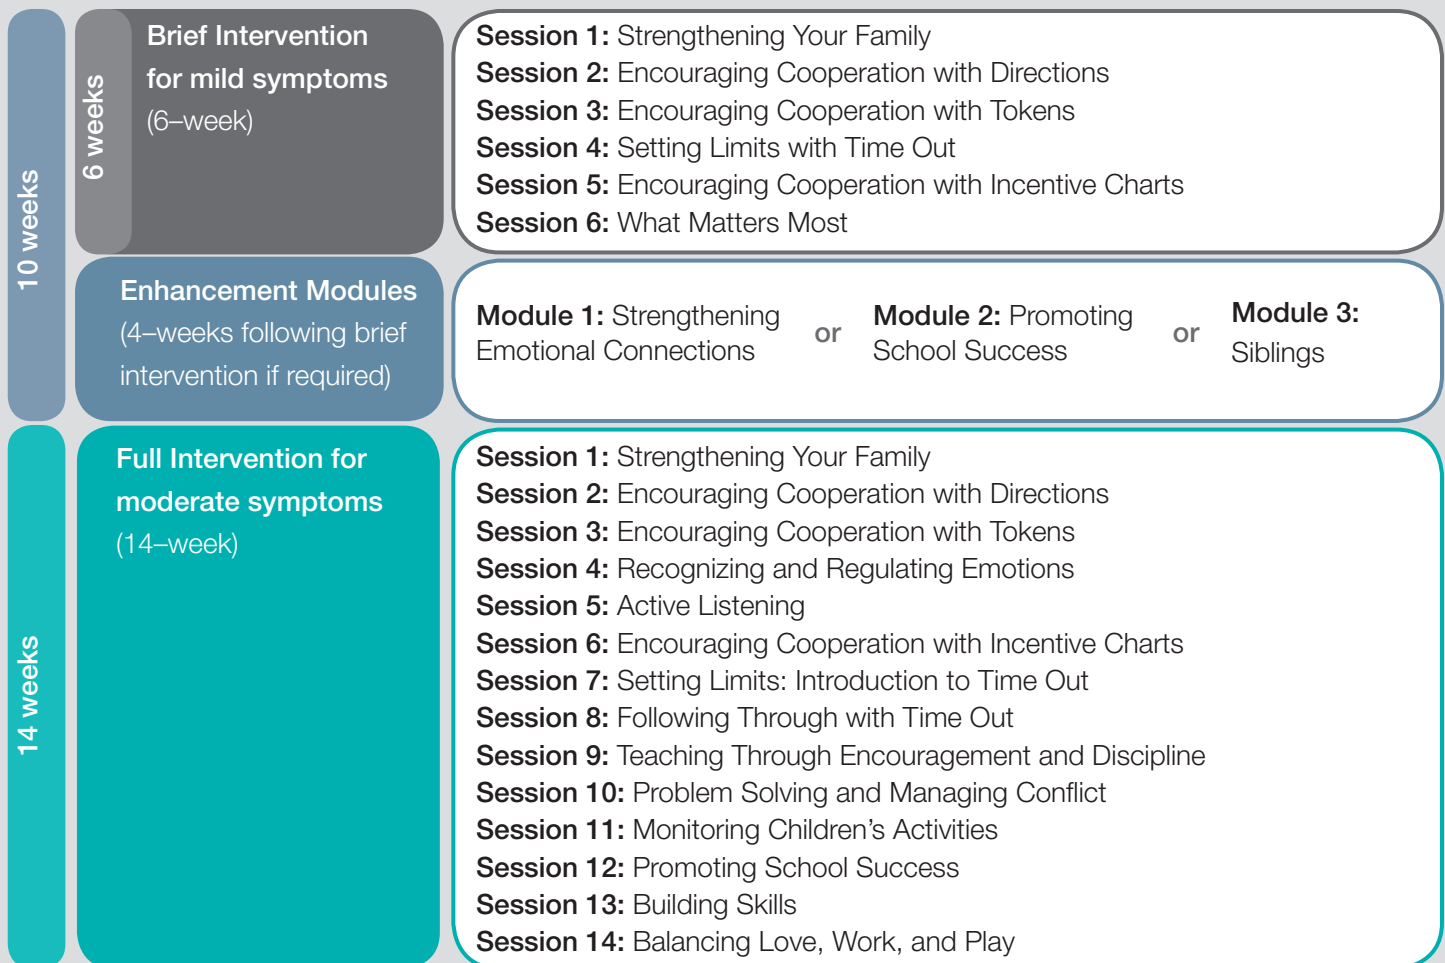 10 weeks
6 weeks
Brief Intervention
for mild symptoms
(6–week)
Session 1: Strengthening Your Family
Session 2: Encouraging Cooperation with Directions
Session 3: Encouraging Cooperation with Tokens
Session 4: Setting Limits with Time Out
Session 5: Encouraging Cooperation with Incentive Charts
Session 6: What Matters Most
Enhancement Modules
(4–weeks following brief
intervention if required)
Module 1: Strengthening
Emotional Connections
or
Module 2: Promoting
School Success
or
Module 3:
Siblings
14 weeks
Full Intervention for
moderate symptoms
(14–week)
Session 1: Strengthening Your Family
Session 2: Encouraging Cooperation with Directions
Session 3: Encouraging Cooperation with Tokens
Session 4: Recognizing and Regulating Emotions
Session 5: Active Listening
Session 6: Encouraging Cooperation with Incentive Charts
Session 7: Setting Limits: Introduction to Time Out
Session 8: Following Through with Time Out
Session 9: Teaching Through Encouragement and Discipline
Session 10: Problem Solving and Managing Conflict
Session 11: Monitoring Children’s Activities
Session 12: Promoting School Success
Session 13: Building Skills
Session 14: Balancing Love, Work, and Play